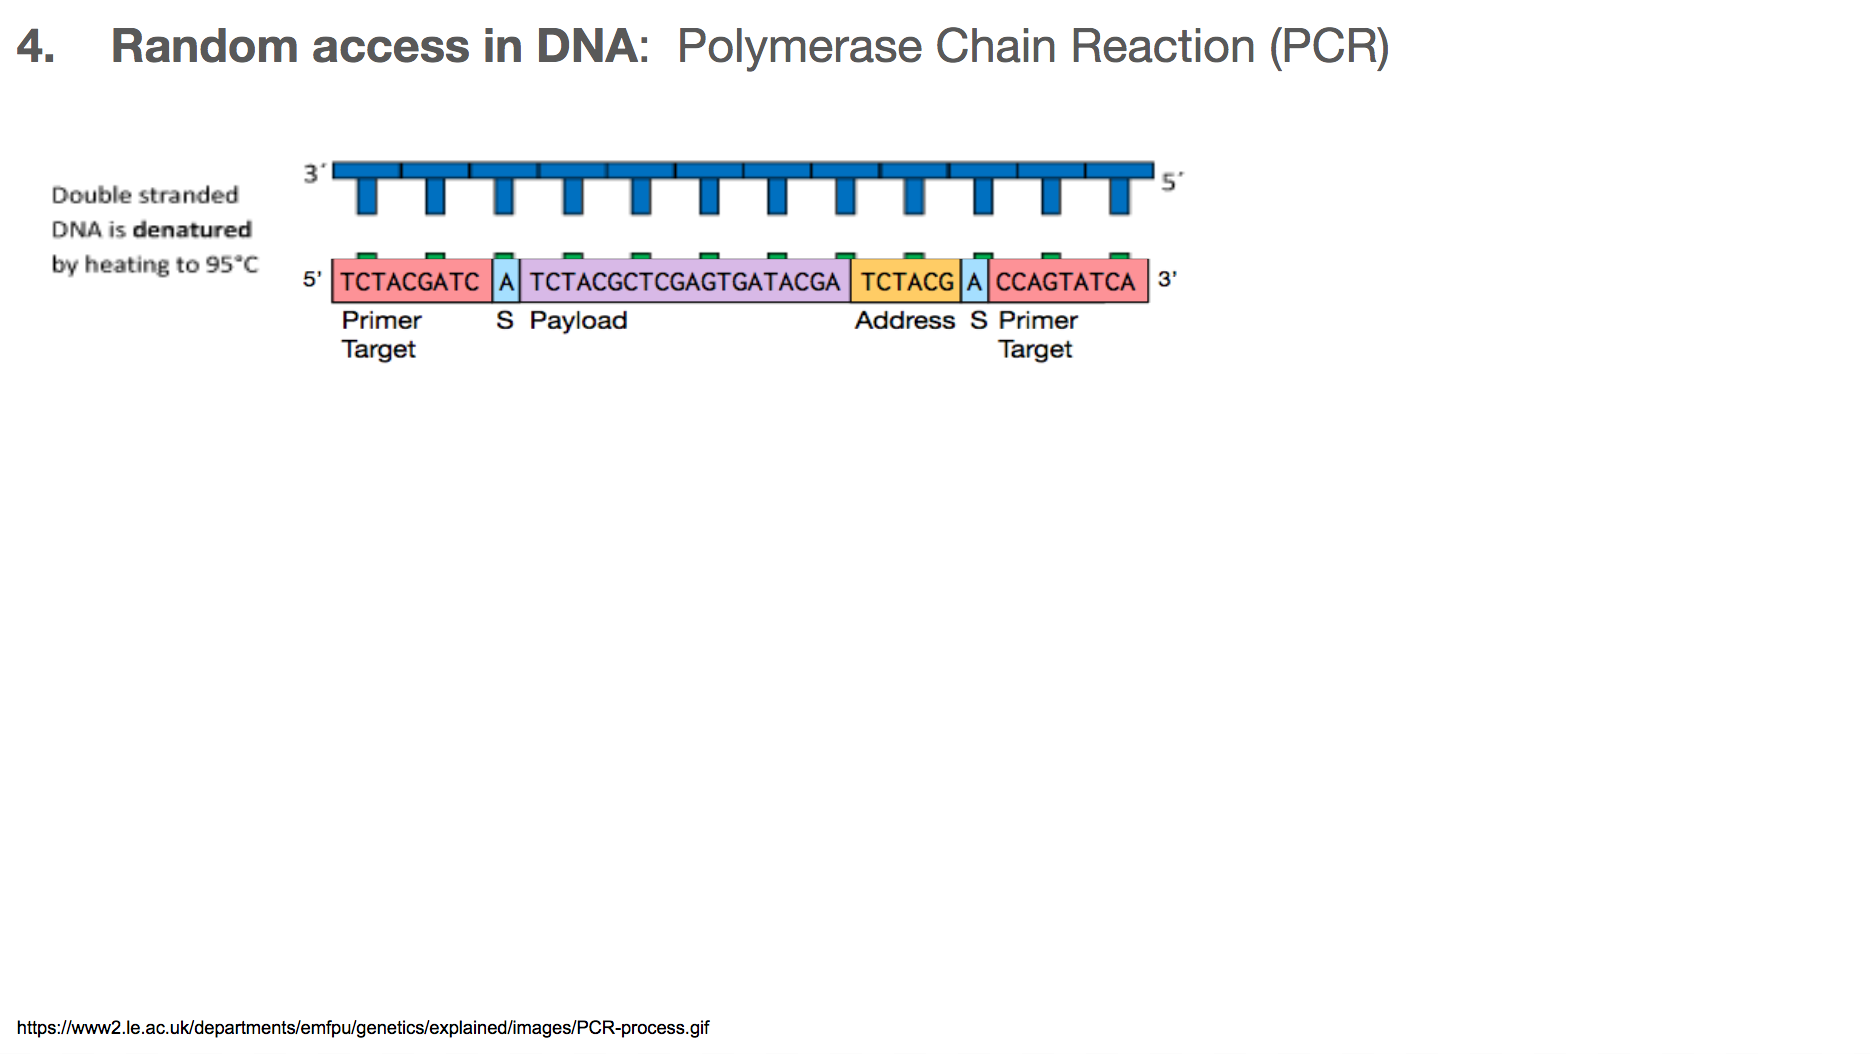 4. Random access in DNA: Polymerase Chain Reaction (PCR)
Double stranded
DNA is denatured
by heating to 95°C
3´
5´
5' TCTACGATC A TCTACGCTCGAGTGATACGA TCTACG A CCAGTATCA 3'
Primer S Payload Address S Primer
Target Target
https://www2.le.ac.uk/departments/emfpu/genetics/explained/images/PCR-process.gif